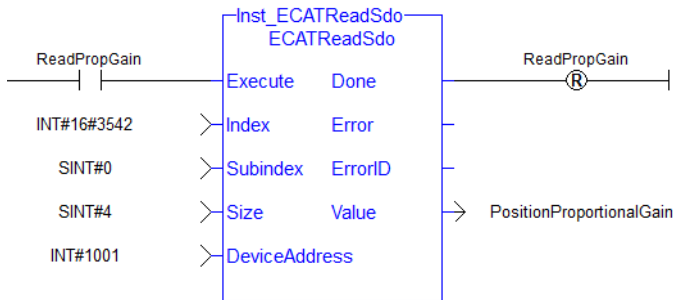 Inst_ECATReadSdo
ECATReadSdo
ReadPropGain ReadPropGain
Execute Done R
INT#16#3542 Index Error
SINT#0 Subindex ErrorID
SINT#4 Size Value PositionProportionalGain
INT#1001 DeviceAddress